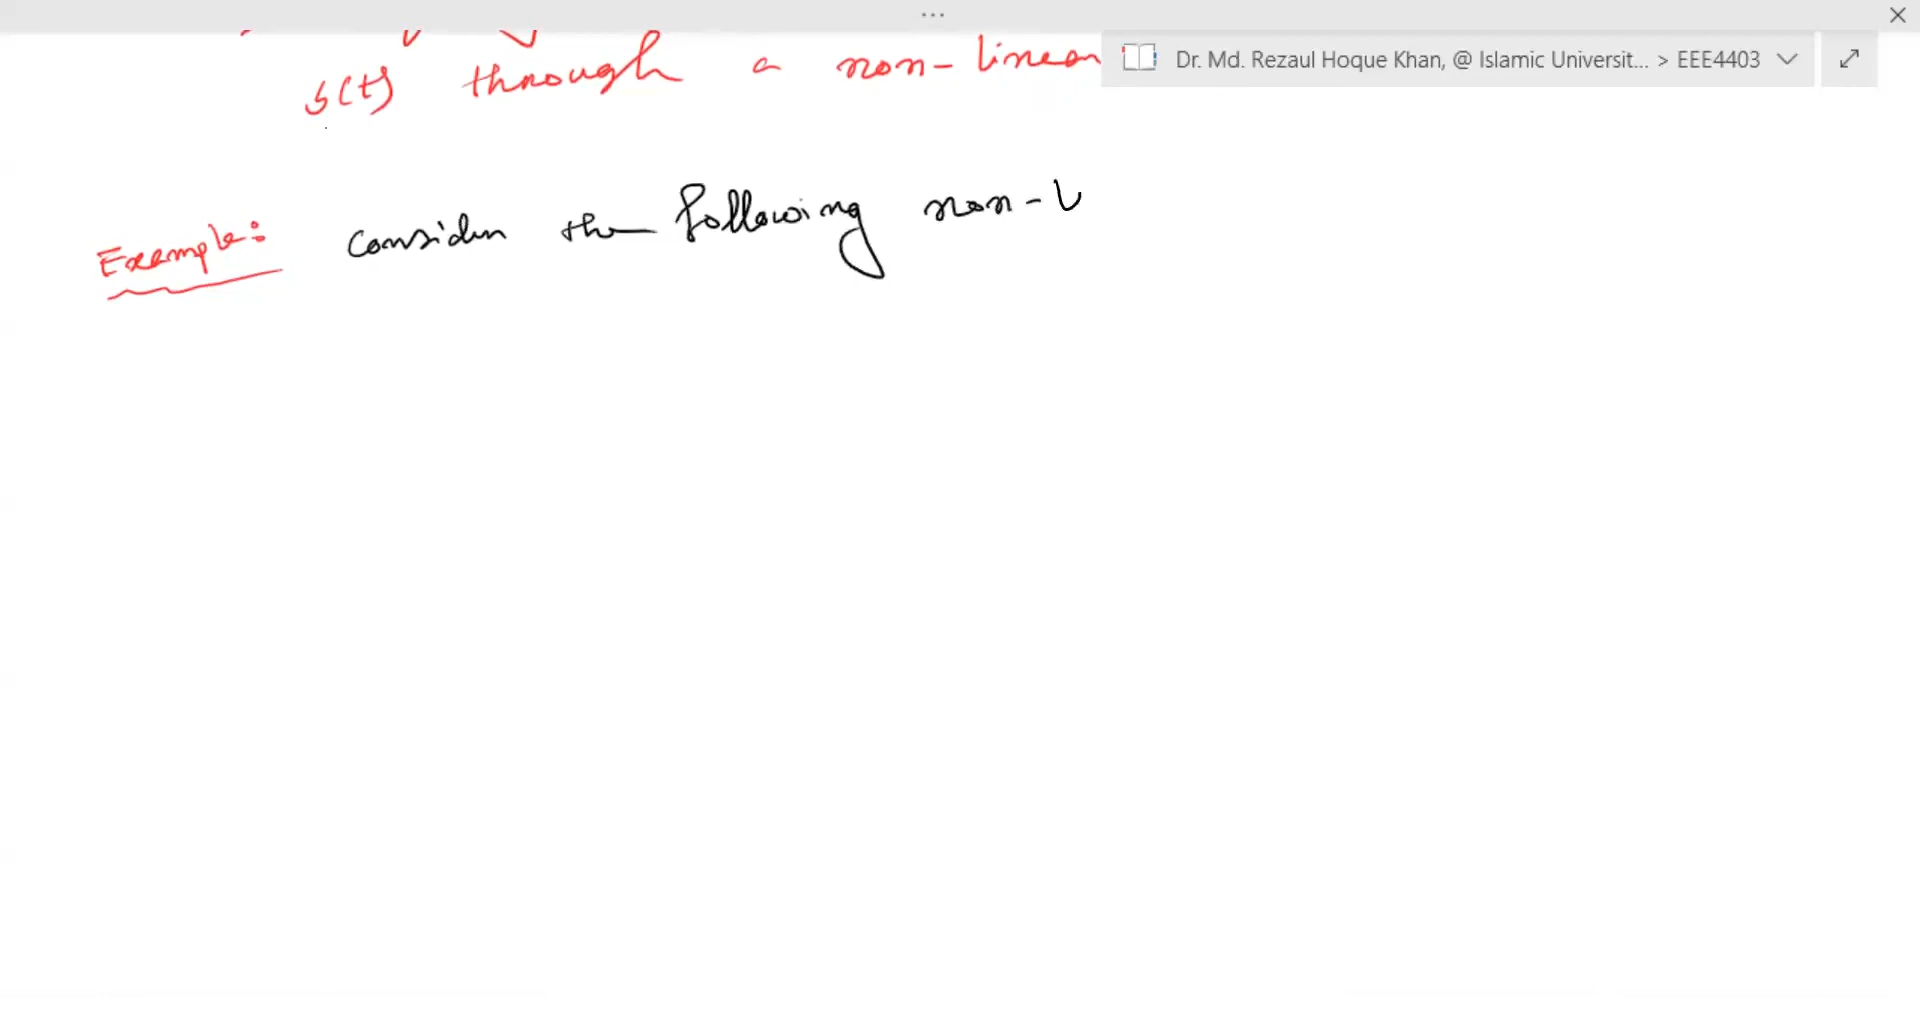 ...
s(t) through a non-linear
Dr. Md. Rezaul Hoque Khan, @ Islamic Universit... > EEE4403
Example: Consider the following non-l